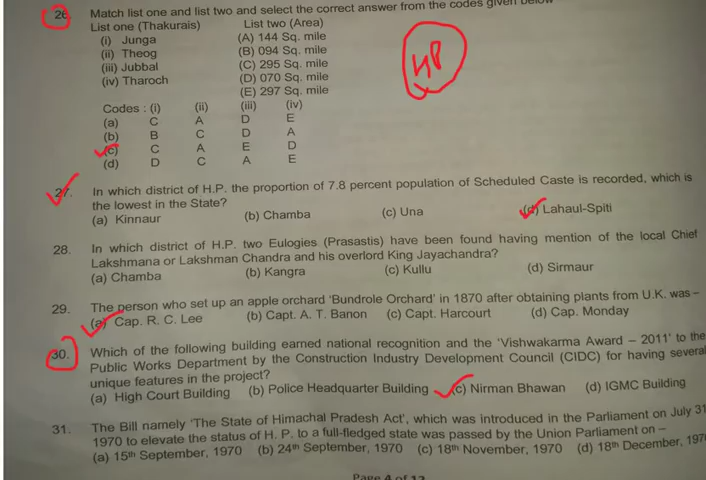 26. Match list one and list two and select the correct answer from the codes given below
List one (Thakurais) List two (Area)
(i) Junga (A) 144 Sq. mile
(ii) Theog (B) 094 Sq. mile
(iii) Jubbal (C) 295 Sq. mile
(iv) Tharoch (D) 070 Sq. mile
(E) 297 Sq. mile
HP
Codes : (i) (ii) (iii) (iv)
(a) C A D E
(b) B C D A
(c) C A E D
(d) D C A E
27. In which district of H.P. the proportion of 7.8 percent population of Scheduled Caste is recorded, which is
the lowest in the State?
(a) Kinnaur (b) Chamba (c) Una (d) Lahaul-Spiti
28. In which district of H.P. two Eulogies (Prasastis) have been found having mention of the local Chief
Lakshmana or Lakshman Chandra and his overlord King Jayachandra?
(a) Chamba (b) Kangra (c) Kullu (d) Sirmaur
29. The person who set up an apple orchard 'Bundrole Orchard' in 1870 after obtaining plants from U.K. was –
(a) Cap. R. C. Lee (b) Capt. A. T. Banon (c) Capt. Harcourt (d) Cap. Monday
30. Which of the following building earned national recognition and the 'Vishwakarma Award – 2011' to the
Public Works Department by the Construction Industry Development Council (CIDC) for having several
unique features in the project?
(a) High Court Building (b) Police Headquarter Building (c) Nirman Bhawan (d) IGMC Building
31. The Bill namely 'The State of Himachal Pradesh Act', which was introduced in the Parliament on July 31
1970 to elevate the status of H. P. to a full-fledged state was passed by the Union Parliament on –
(a) 15th September, 1970 (b) 24th September, 1970 (c) 18th November, 1970 (d) 18th December, 197
Page 4 of 12